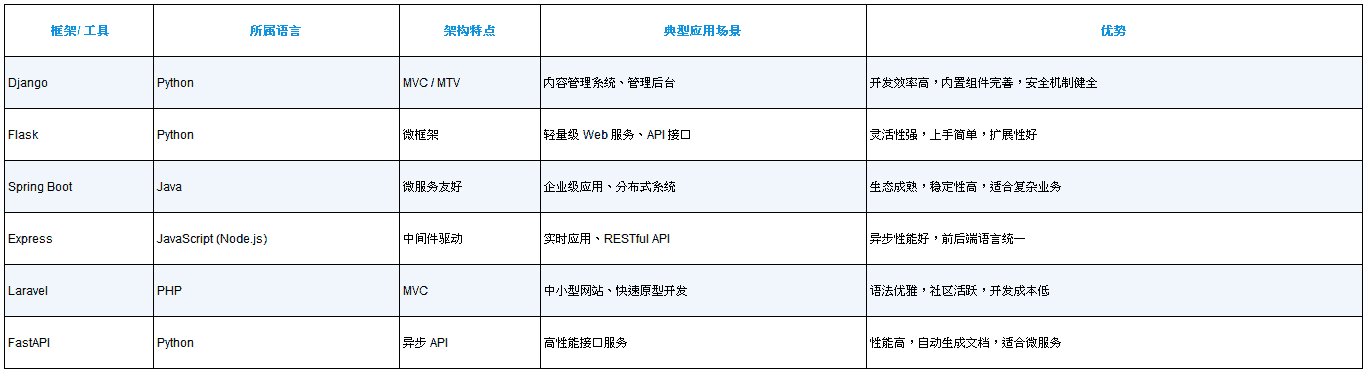 框架/ 工具 所属语言 架构特点 典型应用场景 优势
Django Python MVC / MTV 内容管理系统、管理后台 开发效率高，内置组件完善，安全机制健全
Flask Python 微框架 轻量级 Web 服务、API 接口 灵活性强，上手简单，扩展性好
Spring Boot Java 微服务友好 企业级应用、分布式系统 生态成熟，稳定性高，适合复杂业务
Express JavaScript (Node.js) 中间件驱动 实时应用、RESTful API 异步性能好，前后端语言统一
Laravel PHP MVC 中小型网站、快速原型开发 语法优雅，社区活跃，开发成本低
FastAPI Python 异步 API 高性能接口服务 性能高，自动生成文档，适合微服务